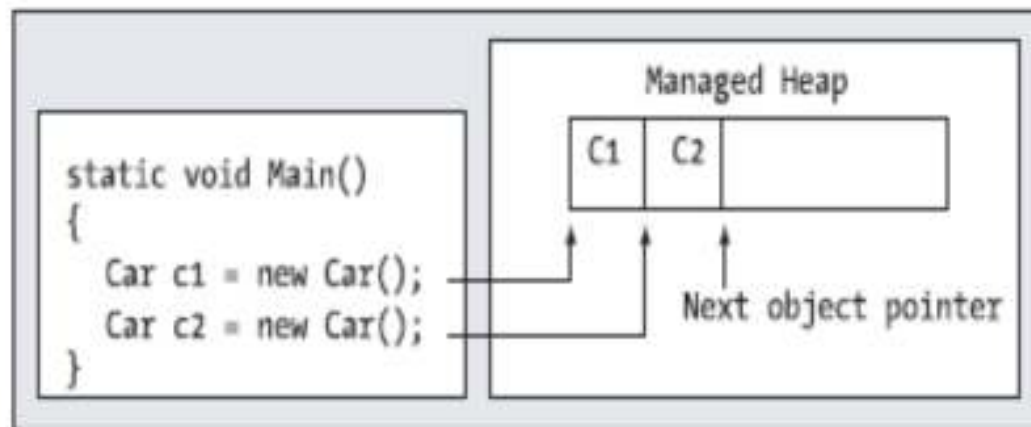 static void Main()
{
Car c1 = new Car();
Car c2 = new Car();
}
Managed Heap
C1 C2
Next object pointer